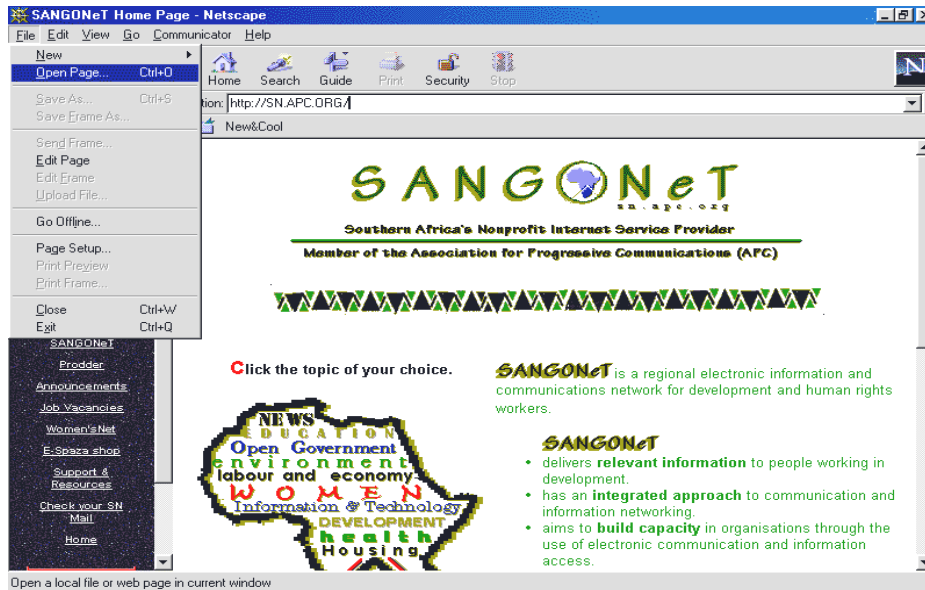 SANGONeT Home Page - Netscape
File Edit View Go Communicator Help
New
Open Page... Ctrl+O
Save As... Ctrl+S
Save Frame As...
Send Frame...
Edit Page
Edit Frame
Upload File...
Go Offline...
Page Setup...
Print Preview
Print Frame...
Close Ctrl+W
Exit Ctrl+Q
Home Search Guide Print Security Stop
N
tion: http://SN.APC.ORG/
New&Cool
SANGONeT
sn.apc.org
Southern Africa's Nonprofit Internet Service Provider
Member of the Association for Progressive Communications (APC)
SANGONeT
Prodder
Announcements
Job Vacancies
Women'sNet
E-Spaza shop
Support &
Resources
Check your SN
Mail
Home
Click the topic of your choice.
NEWS
EDUCATION
Open Government
environment
labour and economy
WOMEN
Information & Technology
DEVELOPMENT
health
Housing
SANGONeT is a regional electronic information and
communications network for development and human rights
workers.
SANGONeT
• delivers relevant information to people working in
development.
• has an integrated approach to communication and
information networking.
• aims to build capacity in organisations through the
use of electronic communication and information
access.
Open a local file or web page in current window